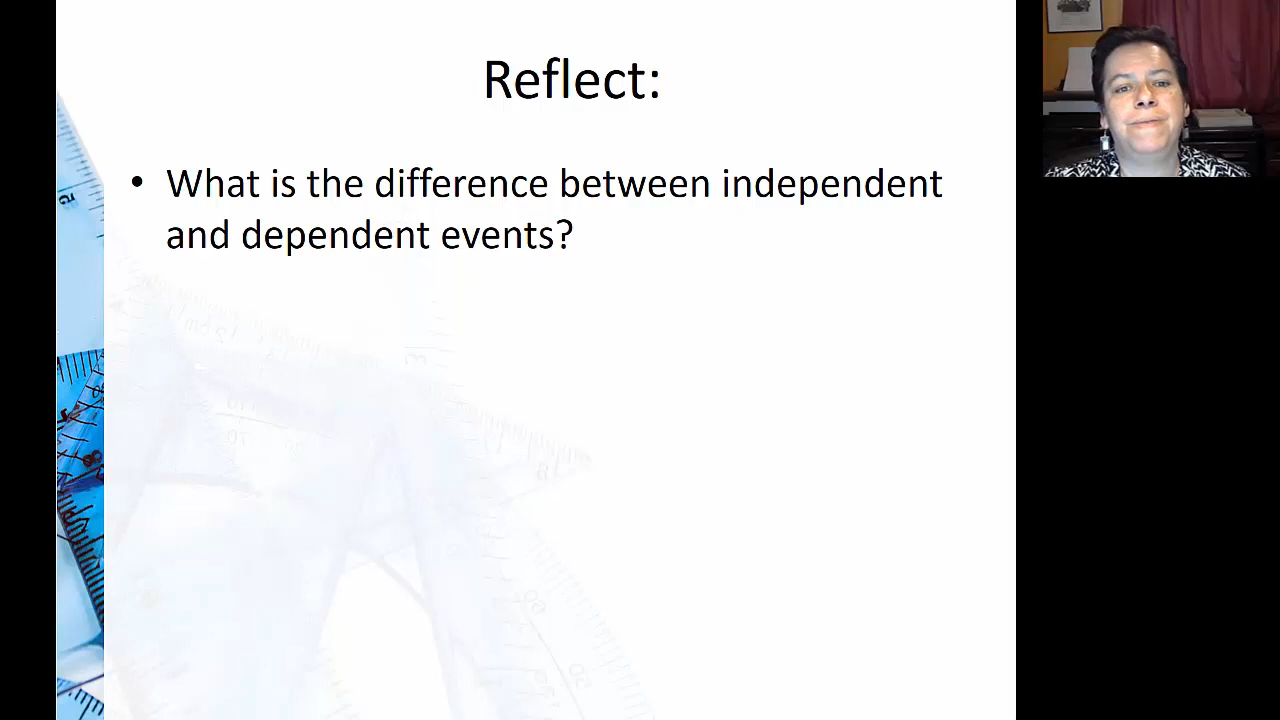 Reflect:
• What is the difference between independent
and dependent events?